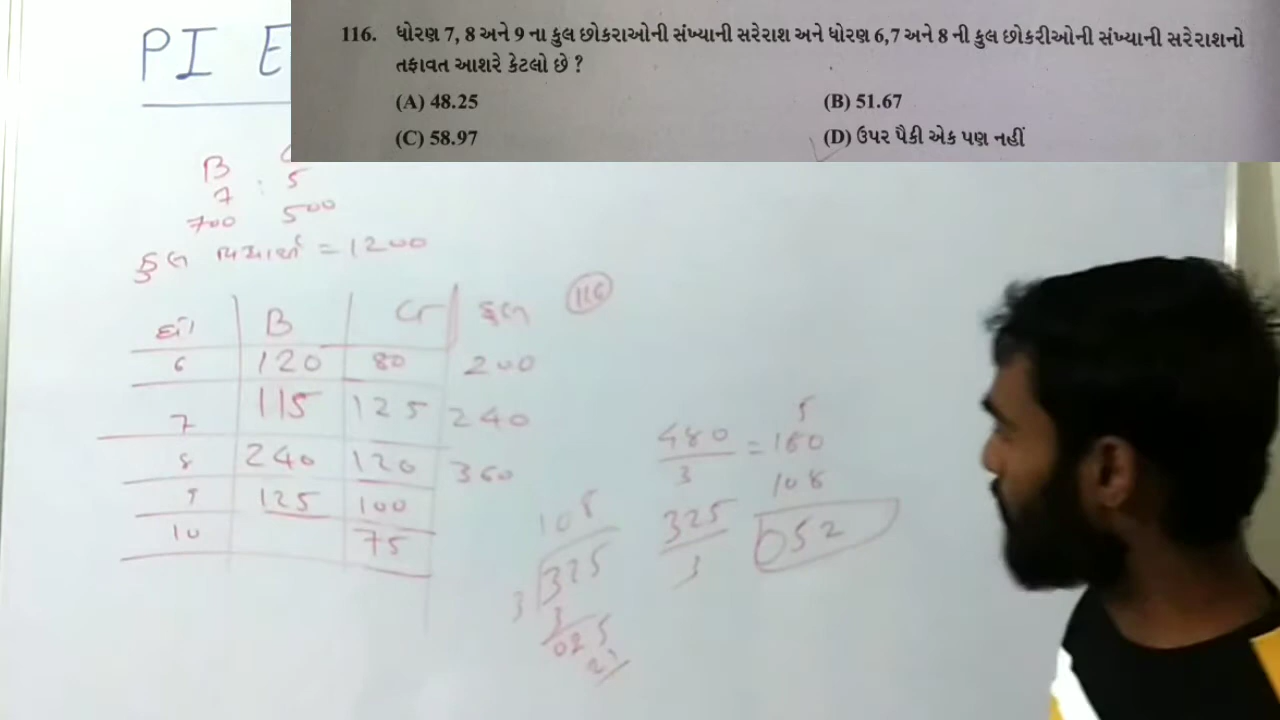 PI E
116. ધોરણ 7, 8 અને 9 ના કુલ છોકરાઓની સંખ્યાની સરેરાશ અને ધોરણ 6,7 અને 8 ની કુલ છોકરીઓની સંખ્યાની સરેરાશનો
તફાવત આશરે કેટલો છે ?
(A) 48.25 (B) 51.67
(C) 58.97 (D) ઉપર પૈકી એક પણ નહીં
B
7 : 5
700 500
કુલ = 1200
B G કુલ 116
6 120 80 200
7 115 125 240
8 240 120 360
9 125 100
10 75
480/3 = 160
108
325/3
052
108
3 325
3
025